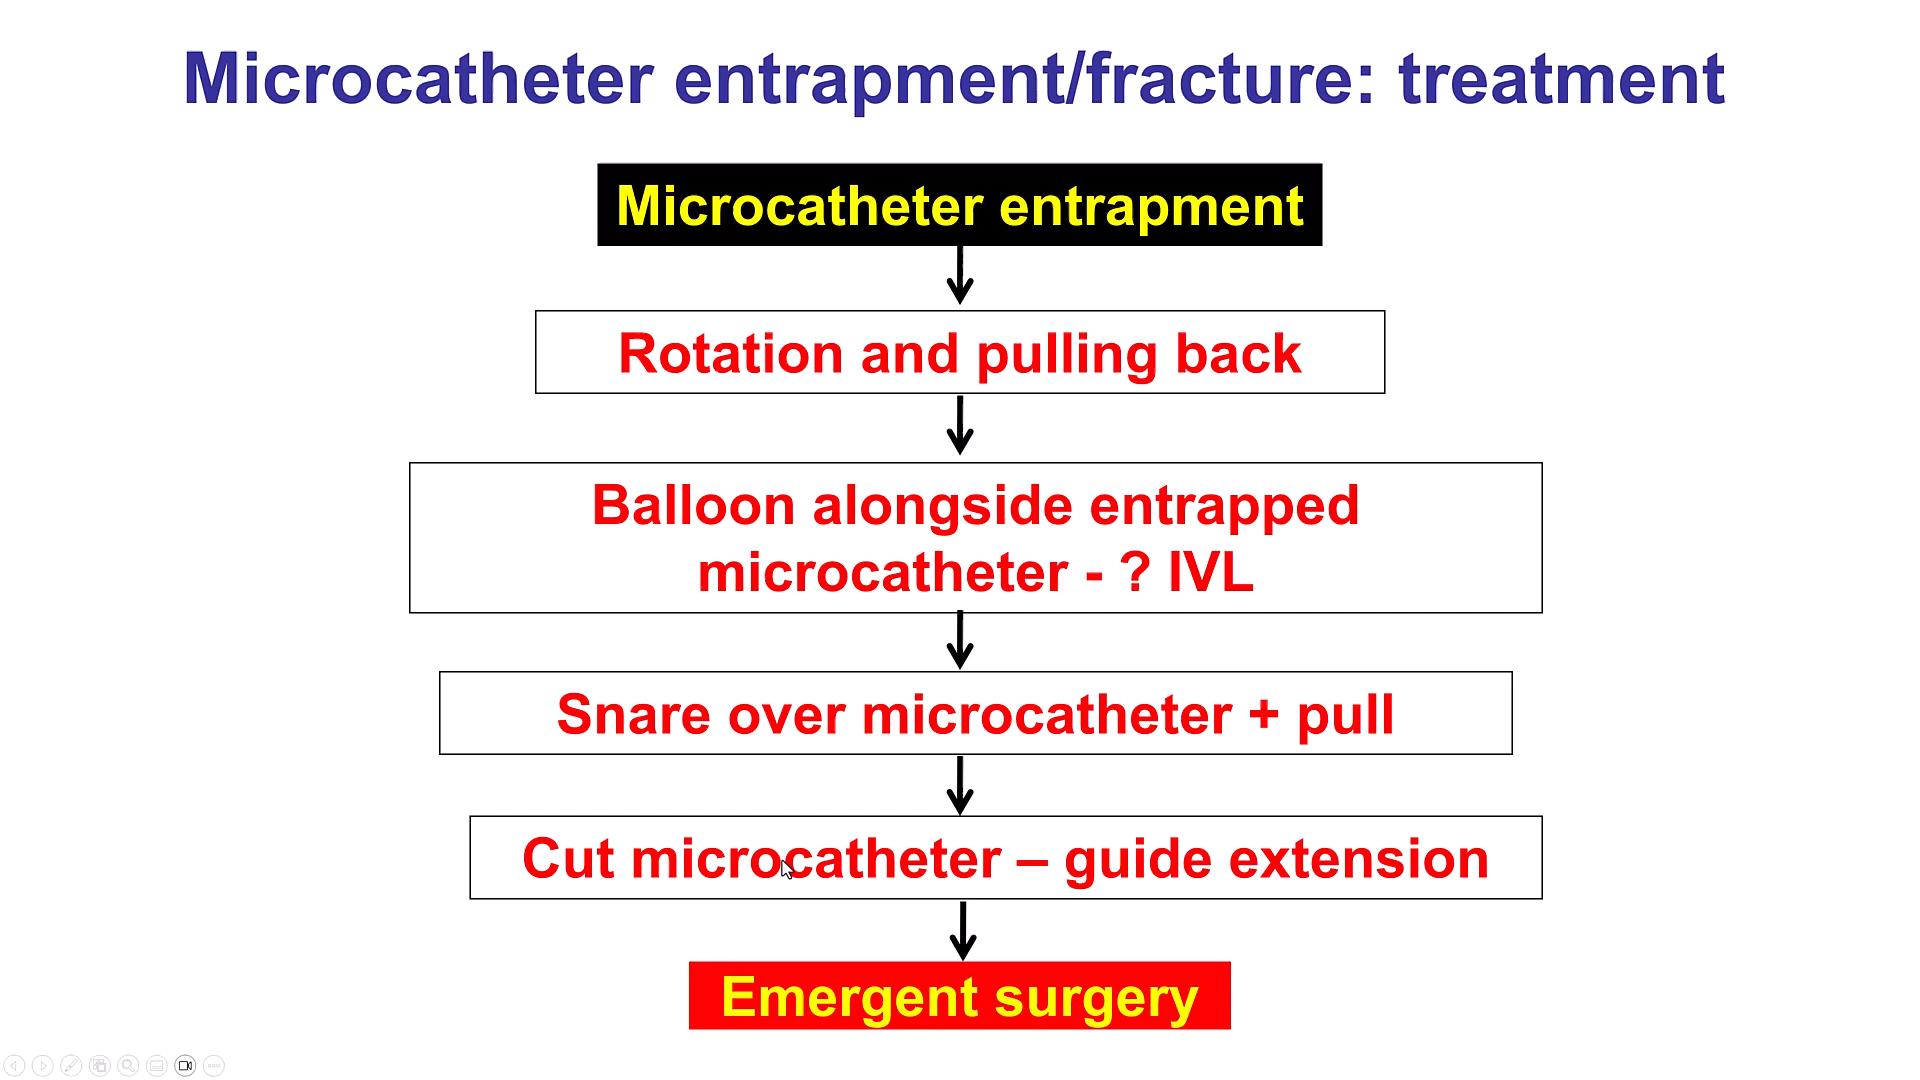 Microcatheter entrapment/fracture: treatment
Microcatheter entrapment
Rotation and pulling back
Balloon alongside entrapped
microcatheter - ? IVL
Snare over microcatheter + pull
Cut microcatheter – guide extension
Emergent surgery